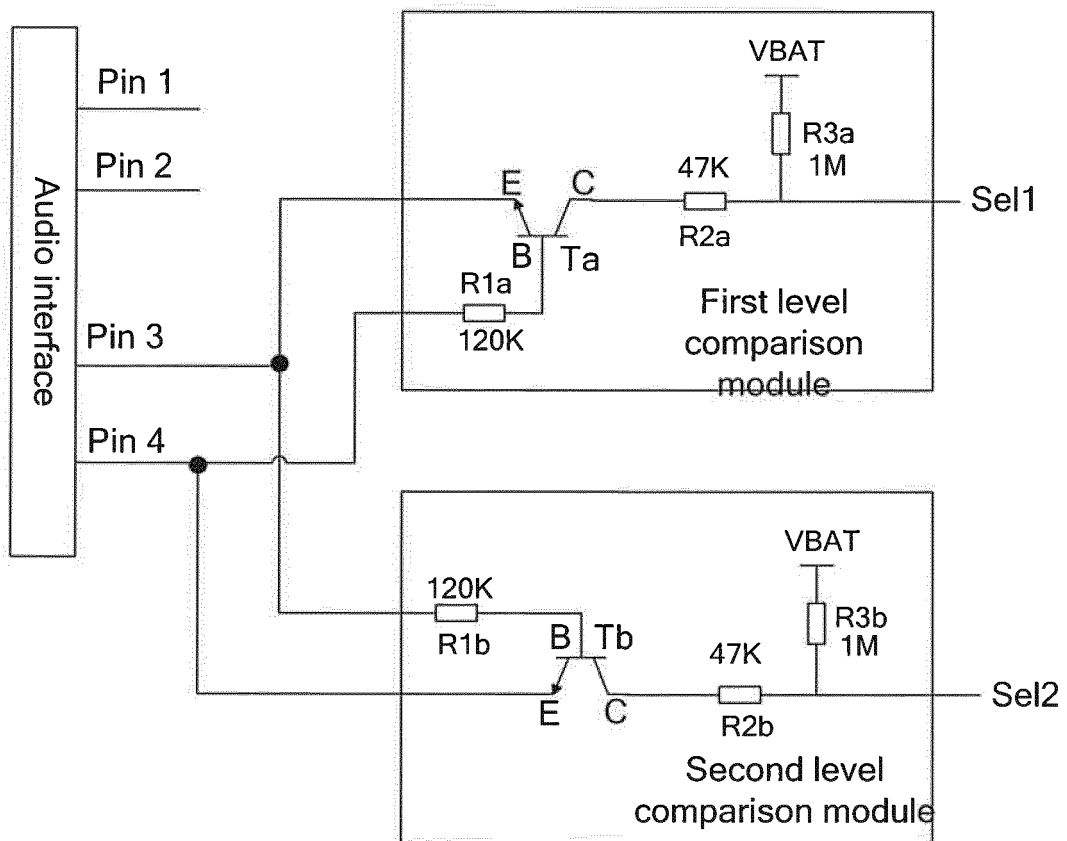 Audio interface
Pin 1
Pin 2
Pin 3
Pin 4
VBAT
R3a
1M
47K
R2a
Sel1
E
C
B
Ta
R1a
120K
First level
comparison
module
VBAT
R3b
1M
120K
R1b
B
Tb
47K
R2b
Sel2
E
C
Second level
comparison module